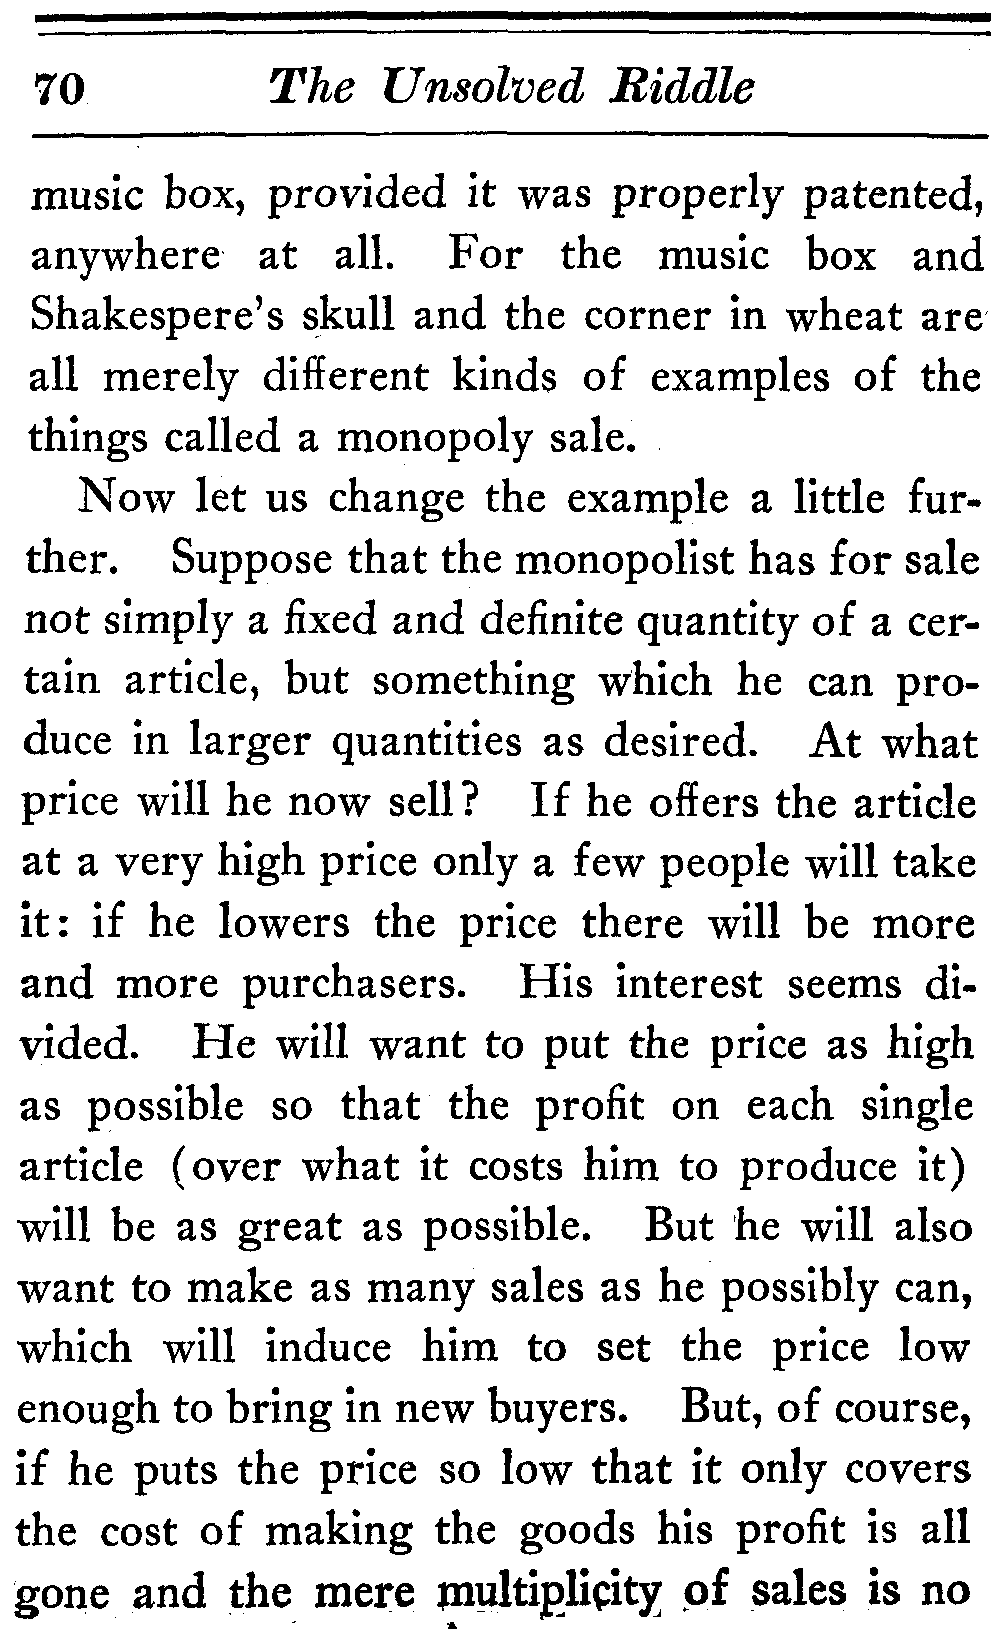 70 The Unsolved Riddle
music box, provided it was properly patented,
anywhere at all. For the music box and
Shakespere's skull and the corner in wheat are
all merely different kinds of examples of the
things called a monopoly sale.
Now let us change the example a little fur-
ther. Suppose that the monopolist has for sale
not simply a fixed and definite quantity of a cer-
tain article, but something which he can pro-
duce in larger quantities as desired. At what
price will he now sell? If he offers the article
at a very high price only a few people will take
it: if he lowers the price there will be more
and more purchasers. His interest seems di-
vided. He will want to put the price as high
as possible so that the profit on each single
article (over what it costs him to produce it)
will be as great as possible. But he will also
want to make as many sales as he possibly can,
which will induce him to set the price low
enough to bring in new buyers. But, of course,
if he puts the price so low that it only covers
the cost of making the goods his profit is all
gone and the mere multiplicity of sales is no